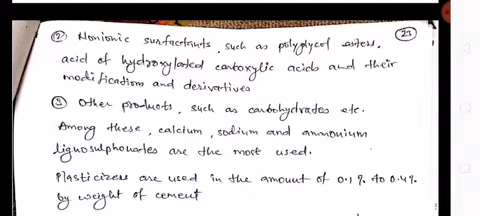 23
② Nonionic surfactants, such as polyglycol esters,
acid of hydroxylated carboxylic acids and their
modifications and derivatives
③ Other products, such as carbohydrates etc.
Among these, calcium, sodium and ammonium
lignosulphonates are the most used.
Plasticizers are used in the amount of 0.1% to 0.4%
by weight of cement